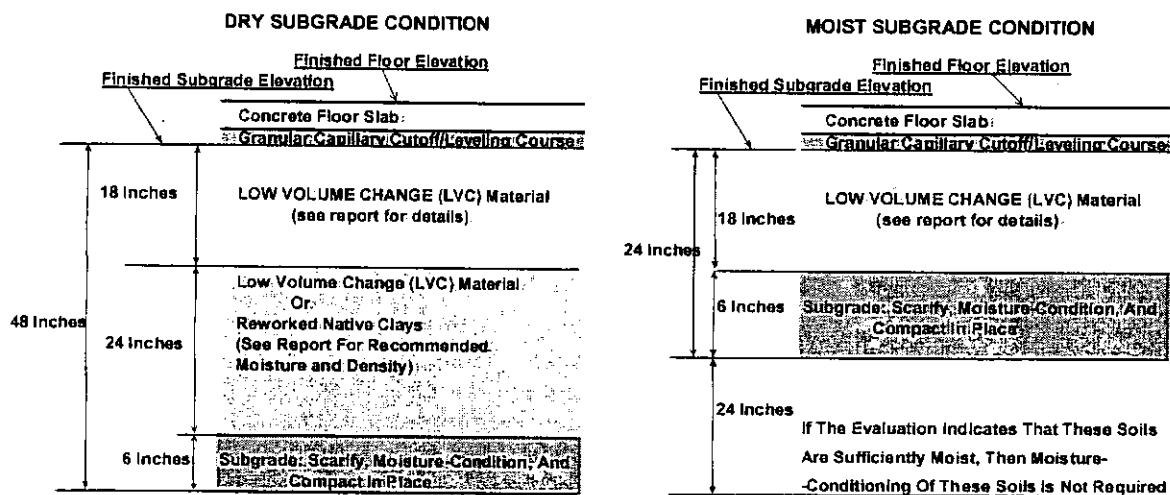 DRY SUBGRADE CONDITION
Finished Floor Elevation
Finished Subgrade Elevation
Concrete Floor Slab
Granular Capillary Cutoff/Leveling Course
18 Inches
LOW VOLUME CHANGE (LVC) Material
(see report for details)
48 Inches
24 Inches
Low Volume Change (LVC) Material
Or
Reworked Native Clays
(See Report For Recommended
Moisture and Density)
6 Inches
Subgrade: Scarify, Moisture-Condition, And
Compact In Place
MOIST SUBGRADE CONDITION
Finished Floor Elevation
Finished Subgrade Elevation
Concrete Floor Slab
Granular Capillary Cutoff/Leveling Course
18 Inches
LOW VOLUME CHANGE (LVC) Material
(see report for details)
24 Inches
6 Inches
Subgrade: Scarify, Moisture-Condition, And
Compact In Place
24 Inches
If The Evaluation Indicates That These Soils
Are Sufficiently Moist, Then Moisture-
-Conditioning Of These Soils Is Not Required